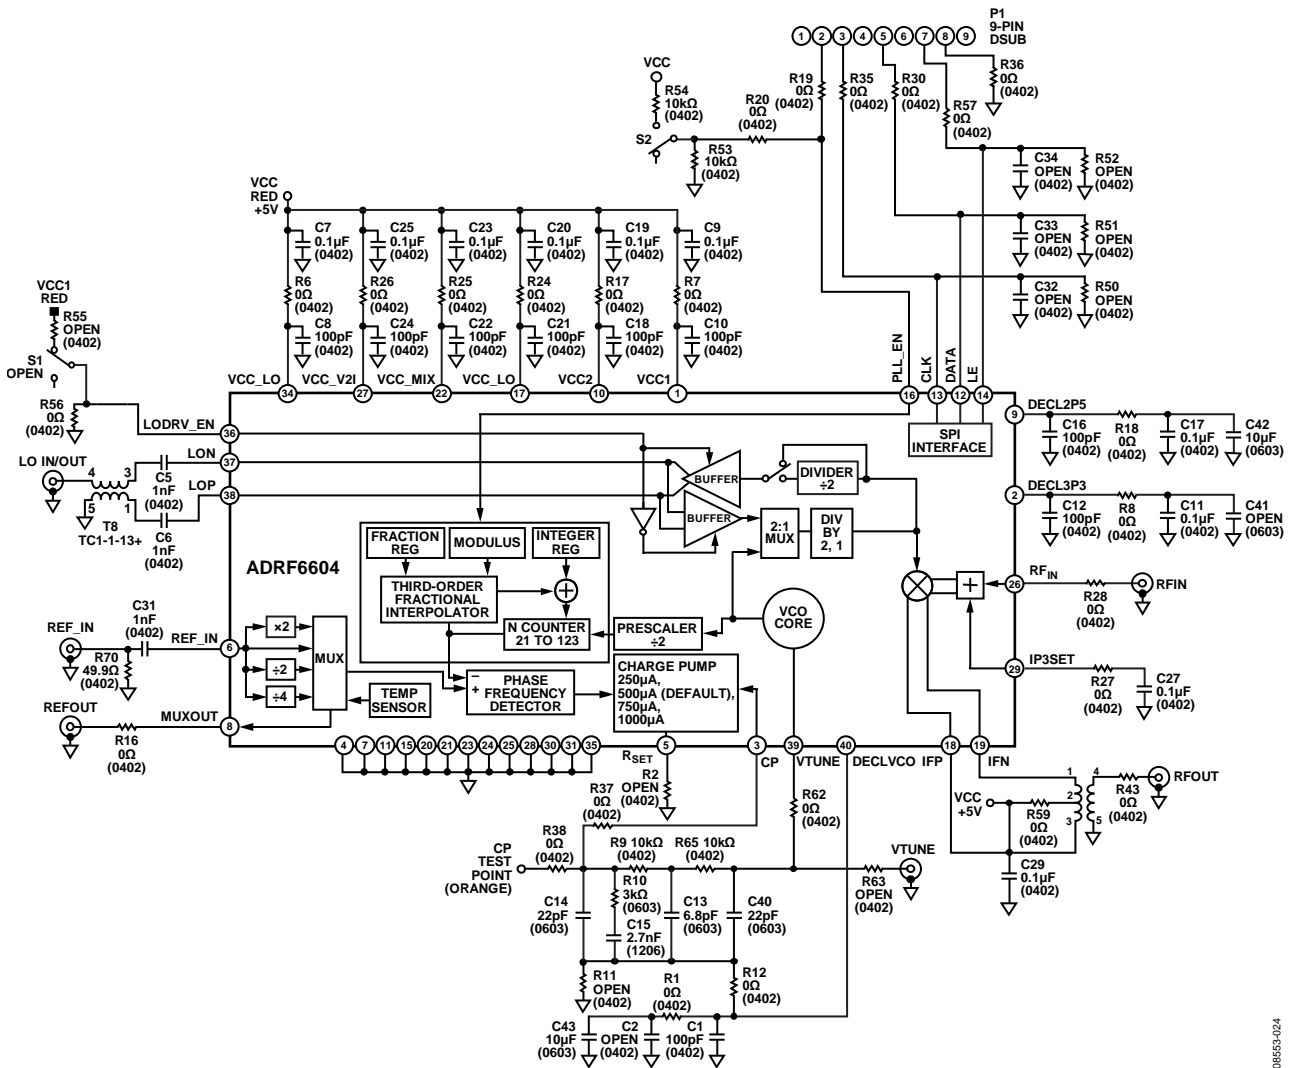 P1
9-PIN
DSUB
1 2 3 4 5 6 7 8 9
VCC
R54
10kΩ
(0402)
S2
R53
10kΩ
(0402)
R20
0Ω
(0402)
R19
0Ω
(0402)
R35
0Ω
(0402)
R30
0Ω
(0402)
R57
0Ω
(0402)
R36
0Ω
(0402)
C34
OPEN
(0402)
R52
OPEN
(0402)
C33
OPEN
(0402)
R51
OPEN
(0402)
C32
OPEN
(0402)
R50
OPEN
(0402)
VCC
RED
+5V
C7
0.1µF
(0402)
C25
0.1µF
(0402)
C23
0.1µF
(0402)
C20
0.1µF
(0402)
C19
0.1µF
(0402)
C9
0.1µF
(0402)
R6
0Ω
(0402)
R26
0Ω
(0402)
R25
0Ω
(0402)
R24
0Ω
(0402)
R17
0Ω
(0402)
R7
0Ω
(0402)
C8
100pF
(0402)
C24
100pF
(0402)
C22
100pF
(0402)
C21
100pF
(0402)
C18
100pF
(0402)
C10
100pF
(0402)
VCC1
RED
R55
OPEN
(0402)
S1
OPEN
R56
0Ω
(0402)
VCC_LO
34
VCC_V2I
27
VCC_MIX
22
VCC_LO
17
VCC2
10
VCC1
1
PLL_EN
16
CLK
13
DATA
12
LE
14
LODRV_EN
36
LON
37
LOP
38
LO IN/OUT
4 3
5 1
T8
TC1-1-13+
C5
1nF
(0402)
C6
1nF
(0402)
SPI
INTERFACE
BUFFER
BUFFER
DIVIDER
÷2
2:1
MUX
DIV
BY
2, 1
9
DECL2P5
C16
100pF
(0402)
R18
0Ω
(0402)
C17
0.1µF
(0402)
C42
10µF
(0603)
2
DECL3P3
C12
100pF
(0402)
R8
0Ω
(0402)
C11
0.1µF
(0402)
C41
OPEN
(0603)
ADRF6604
FRACTION
REG
MODULUS
INTEGER
REG
THIRD-ORDER
FRACTIONAL
INTERPOLATOR
+
N COUNTER
21 TO 123
PRESCALER
÷2
VCO
CORE
+
26
RFIN
R28
0Ω
(0402)
RFIN
29
IP3SET
R27
0Ω
(0402)
C27
0.1µF
(0402)
REF_IN
C31
1nF
(0402)
R70
49.9Ω
(0402)
REF_IN
6
×2
÷2
÷4
MUX
TEMP
SENSOR
−
+
PHASE
FREQUENCY
DETECTOR
CHARGE PUMP
250µA,
500µA (DEFAULT),
750µA,
1000µA
REFOUT
R16
0Ω
(0402)
MUXOUT
8
4 7 11 15 20 21 23 24 25 28 30 31 35
RSET
5
3
CP
39
VTUNE
40
DECLVCO
IFP
18
19
IFN
R2
OPEN
(0402)
R37
0Ω
(0402)
R62
0Ω
(0402)
VCC
+5V
R59
0Ω
(0402)
1
2
3
4
5
R43
0Ω
(0402)
RFOUT
C29
0.1µF
(0402)
CP
TEST
POINT
(ORANGE)
R38
0Ω
(0402)
R9 10kΩ
(0402)
R65 10kΩ
(0402)
R63
OPEN
(0402)
VTUNE
C14
22pF
(0603)
R10
3kΩ
(0603)
C15
2.7nF
(1206)
C13
6.8pF
(0603)
C40
22pF
(0603)
R11
OPEN
(0402)
R1
0Ω
(0402)
R12
0Ω
(0402)
C43
10µF
(0603)
C2
OPEN
(0402)
C1
100pF
(0402)
08553-024